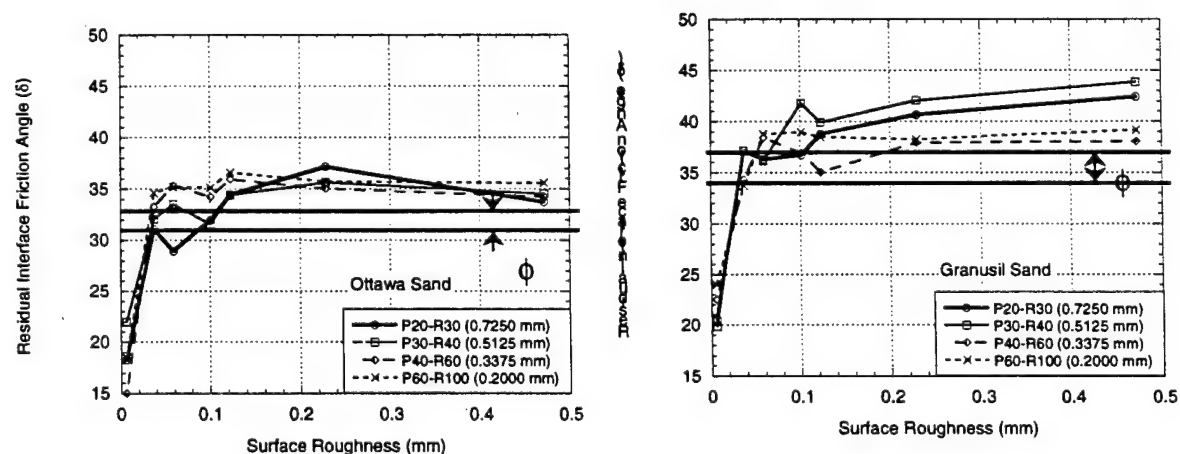 50
45
40
35
30
25
20
15
0 0.1 0.2 0.3 0.4 0.5
Residual Interface Friction Angle (δ)
Surface Roughness (mm)
Ottawa Sand
ϕ
P20-R30 (0.7250 mm)
P30-R40 (0.5125 mm)
P40-R60 (0.3375 mm)
P60-R100 (0.2000 mm)
50
45
40
35
30
25
20
15
0 0.1 0.2 0.3 0.4 0.5
Surface Roughness (mm)
Granusil Sand
ϕ
P20-R30 (0.7250 mm)
P30-R40 (0.5125 mm)
P40-R60 (0.3375 mm)
P60-R100 (0.2000 mm)